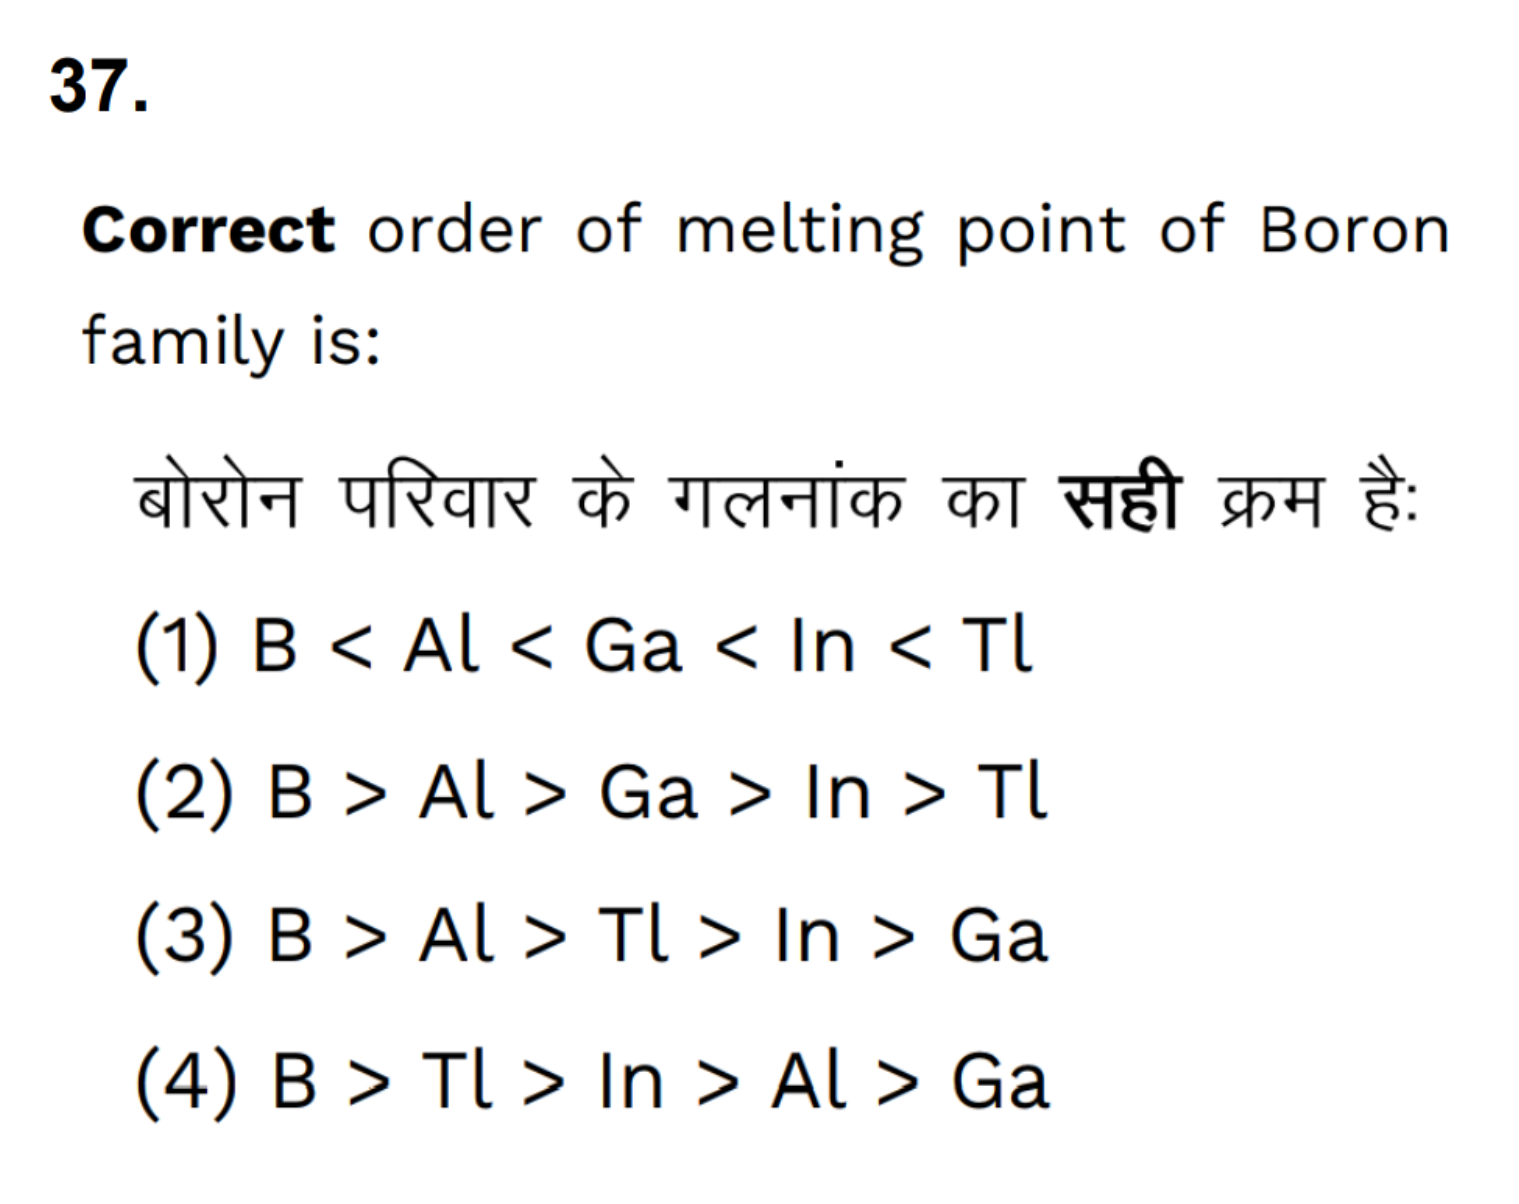 37.
Correct order of melting point of Boron
family is:
बोरोन परिवार के गलनांक का सही क्रम है:
(1) B < Al < Ga < In < Tl
(2) B > Al > Ga > In > Tl
(3) B > Al > Tl > In > Ga
(4) B > Tl > In > Al > Ga